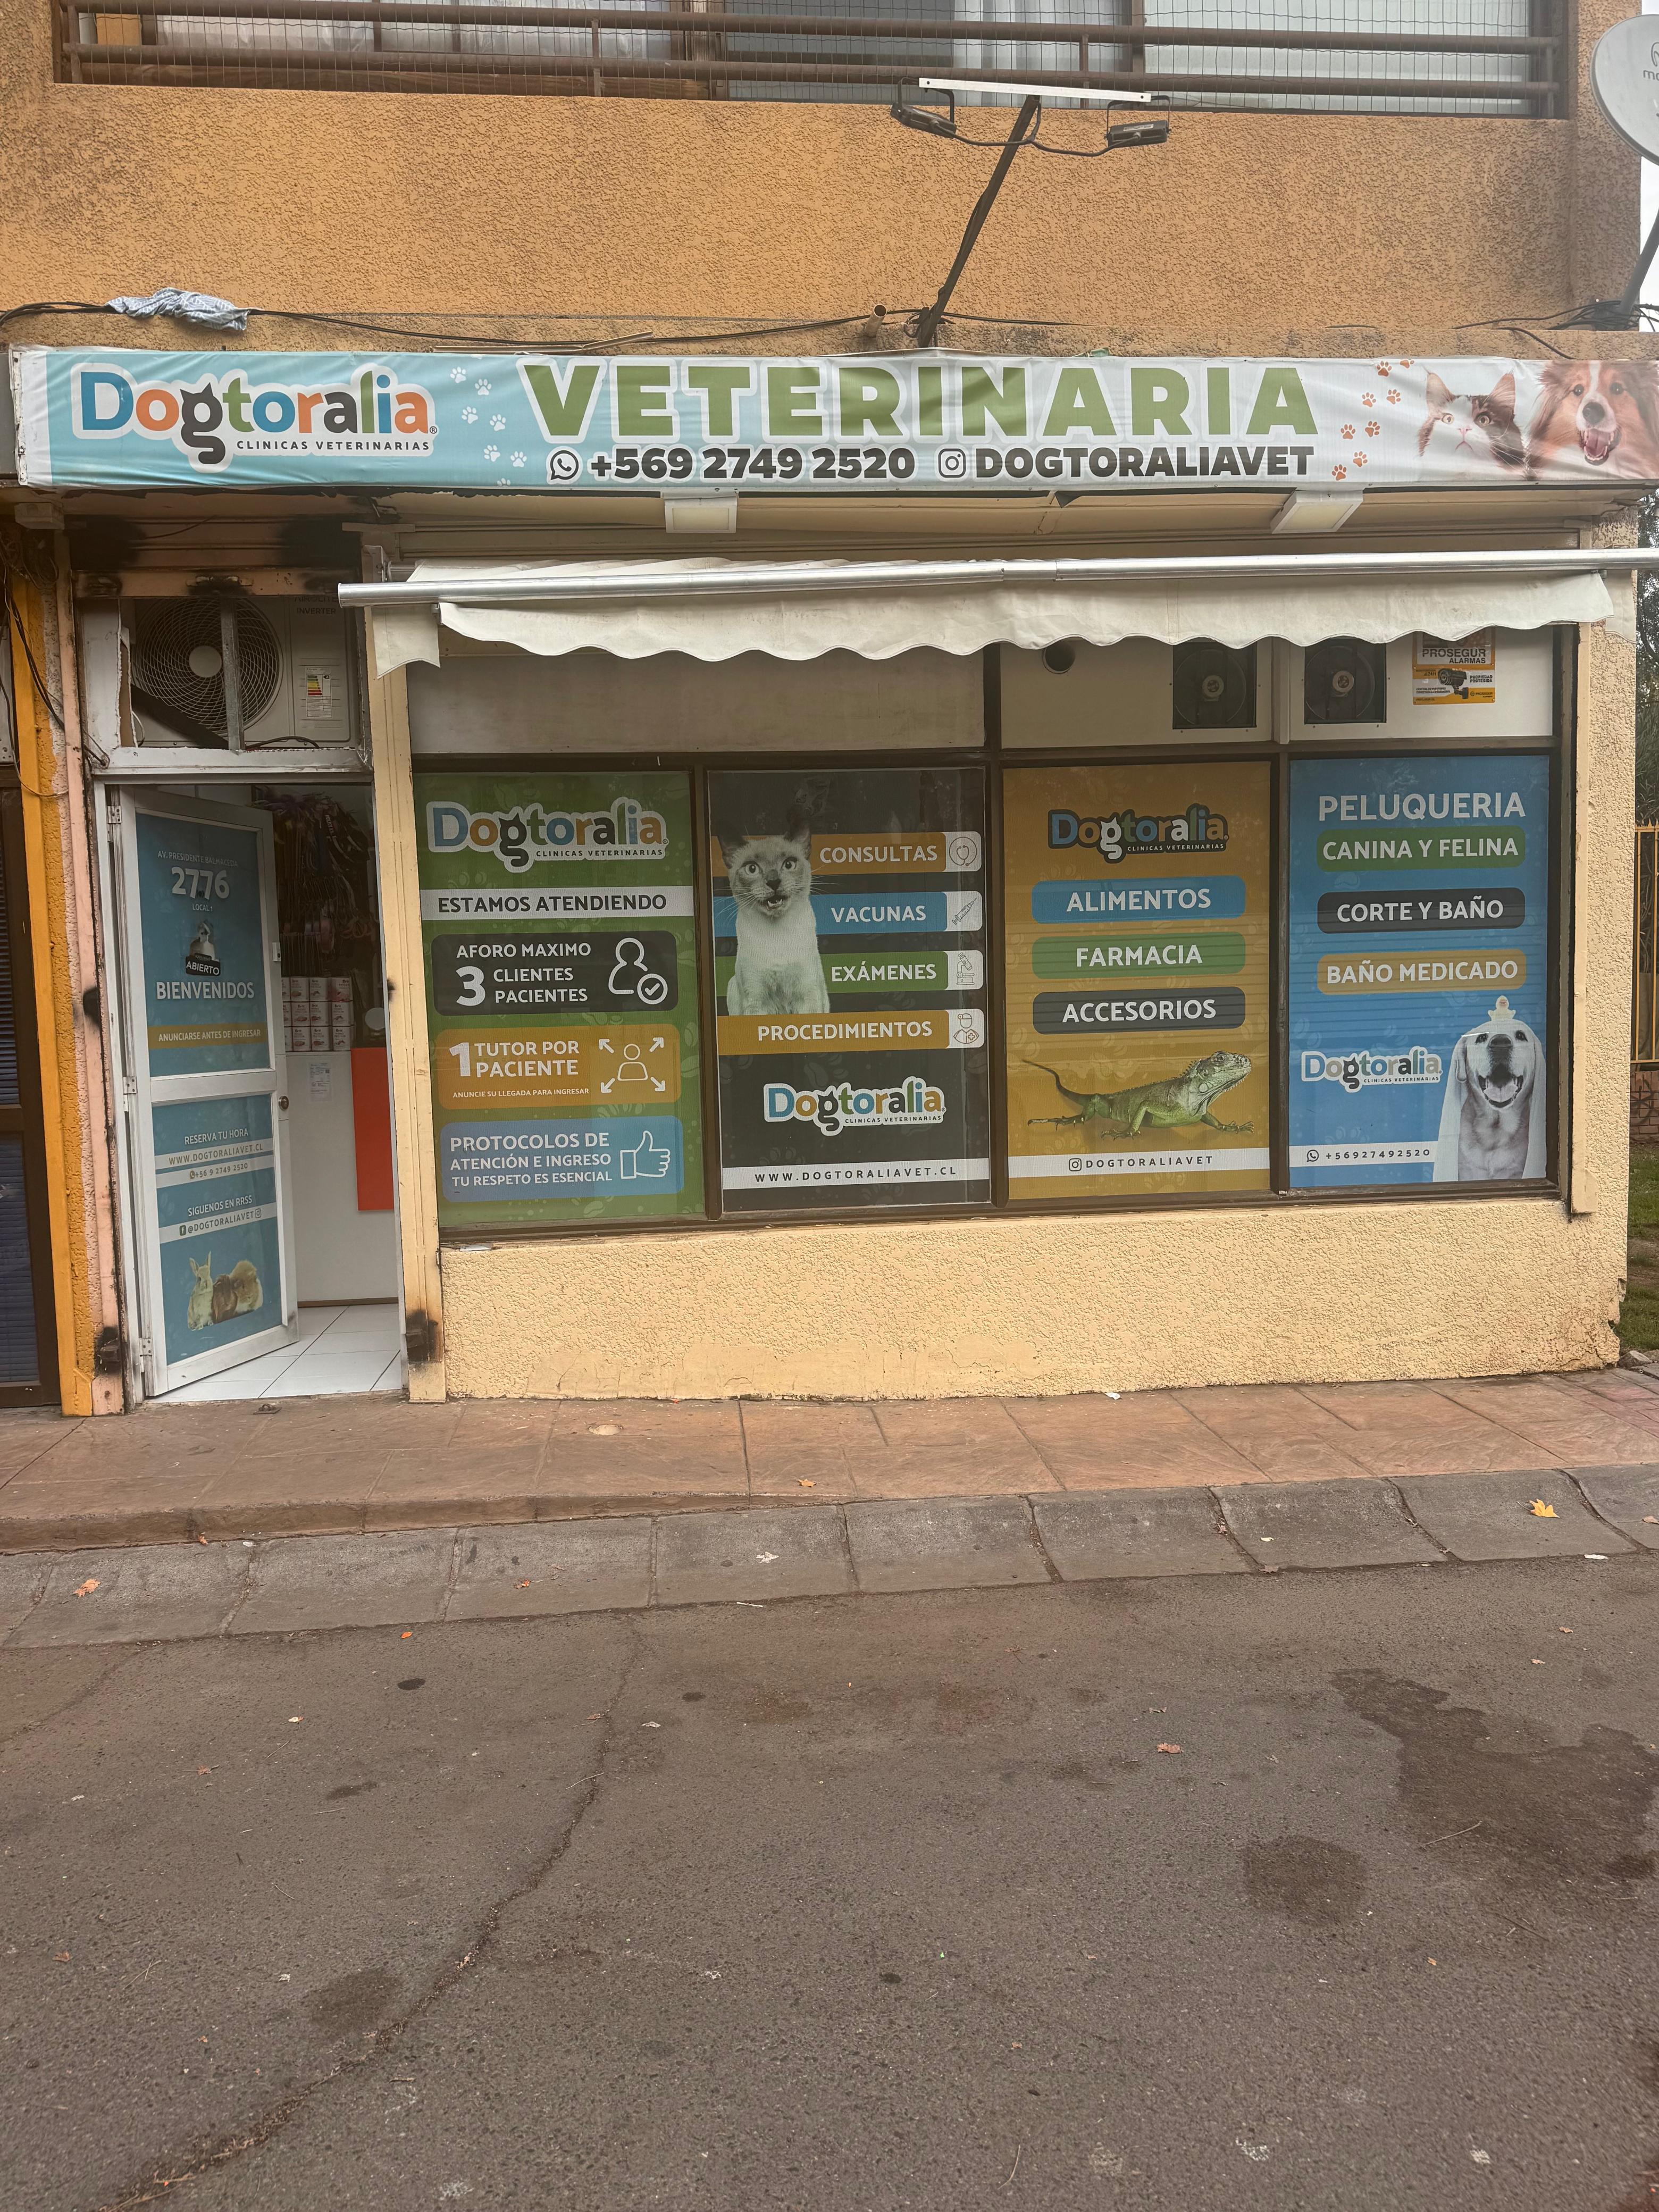 Dogtoralia®
CLINICAS VETERINARIAS
VETERINARIA
+569 2749 2520 DOGTORALIAVET
INVERTER
PROSEGUR
ALARMAS
AV. PRESIDENTE BALMACEDA
2776
LOCAL 1
ABIERTO
BIENVENIDOS
ANUNCIARSE ANTES DE INGRESAR
RESERVA TU HORA
WWW.DOGTORALIAVET.CL
+56 9 2749 2520
SIGUENOS EN RRSS
@DOGTORALIAVET
Dogtoralia®
CLINICAS VETERINARIAS
ESTAMOS ATENDIENDO
AFORO MAXIMO
3 CLIENTES
PACIENTES
1 TUTOR POR
PACIENTE
ANUNCIE SU LLEGADA PARA INGRESAR
PROTOCOLOS DE
ATENCIÓN E INGRESO
TU RESPETO ES ESENCIAL
CONSULTAS
VACUNAS
EXÁMENES
PROCEDIMIENTOS
Dogtoralia
CLINICAS VETERINARIAS
WWW.DOGTORALIAVET.CL
Dogtoralia
CLINICAS VETERINARIAS
ALIMENTOS
FARMACIA
ACCESORIOS
DOGTORALIAVET
PELUQUERIA
CANINA Y FELINA
CORTE Y BAÑO
BAÑO MEDICADO
Dogtoralia
CLINICAS VETERINARIAS
+56927492520